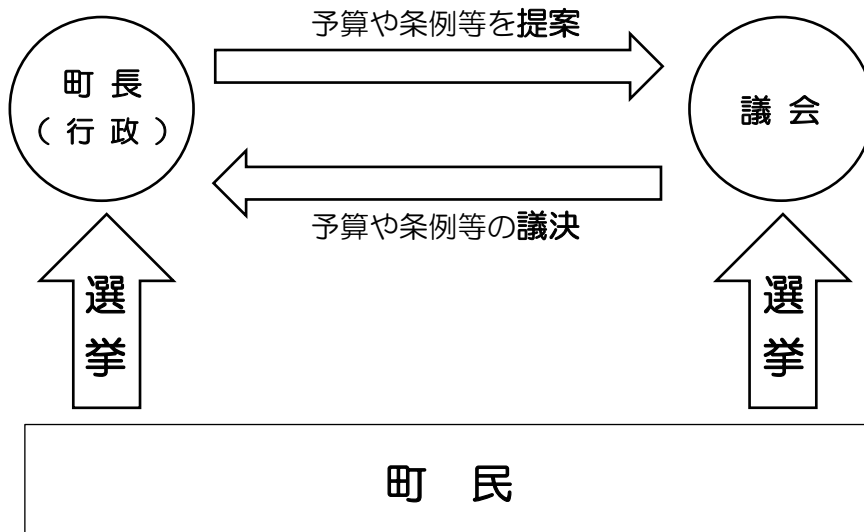 予算や条例等を提案
町 長
( 行 政 )
議 会
予算や条例等の議決
選
挙
選
挙
町 民